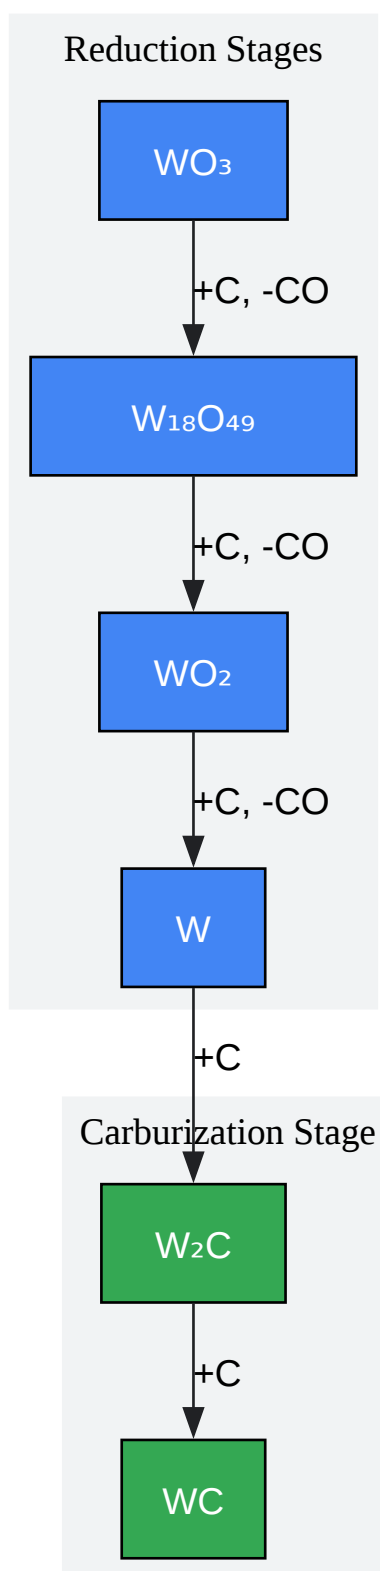 Reduction Stages
WO₃
+C, -CO
W₁₈O₄₉
+C, -CO
WO₂
+C, -CO
W
+C
Carburization Stage
W₂C
+C
WC